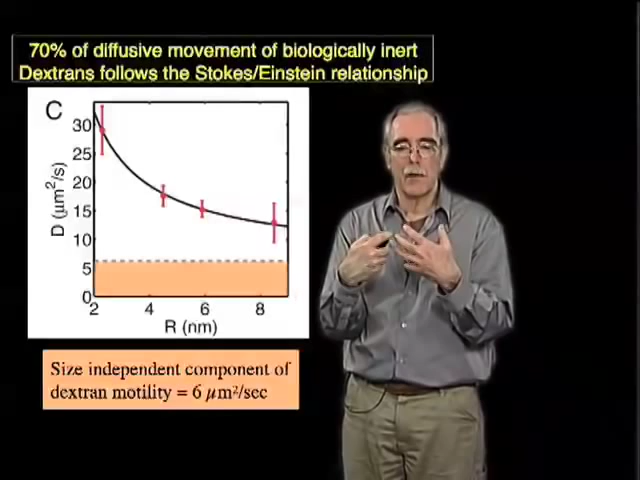 70% of diffusive movement of biologically inert
Dextrans follows the Stokes/Einstein relationship
C
30
25
20
15
10
5
0
D (μm²/s)
2 4 6 8
R (nm)
Size independent component of
dextran motility = 6 μm²/sec